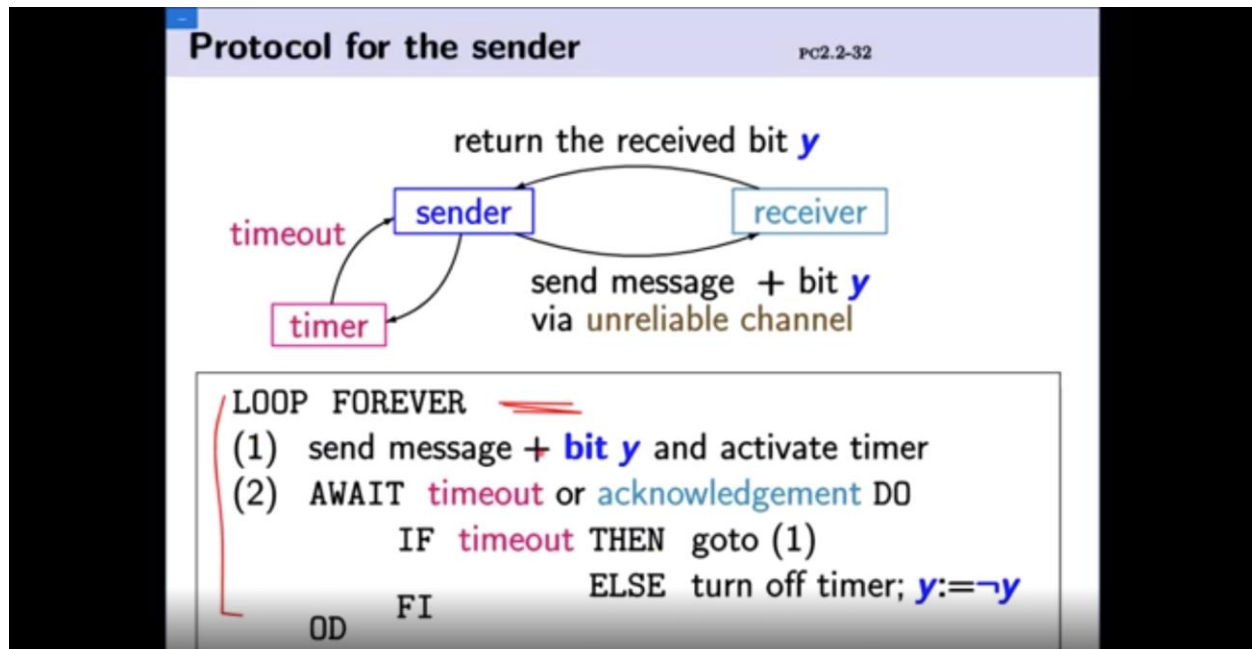 Protocol for the sender PC2.2-32
return the received bit y
sender receiver
timeout
send message + bit y
via unreliable channel
timer
LOOP FOREVER
(1) send message + bit y and activate timer
(2) AWAIT timeout or acknowledgement DO
IF timeout THEN goto (1)
ELSE turn off timer; y:=¬y
FI
OD